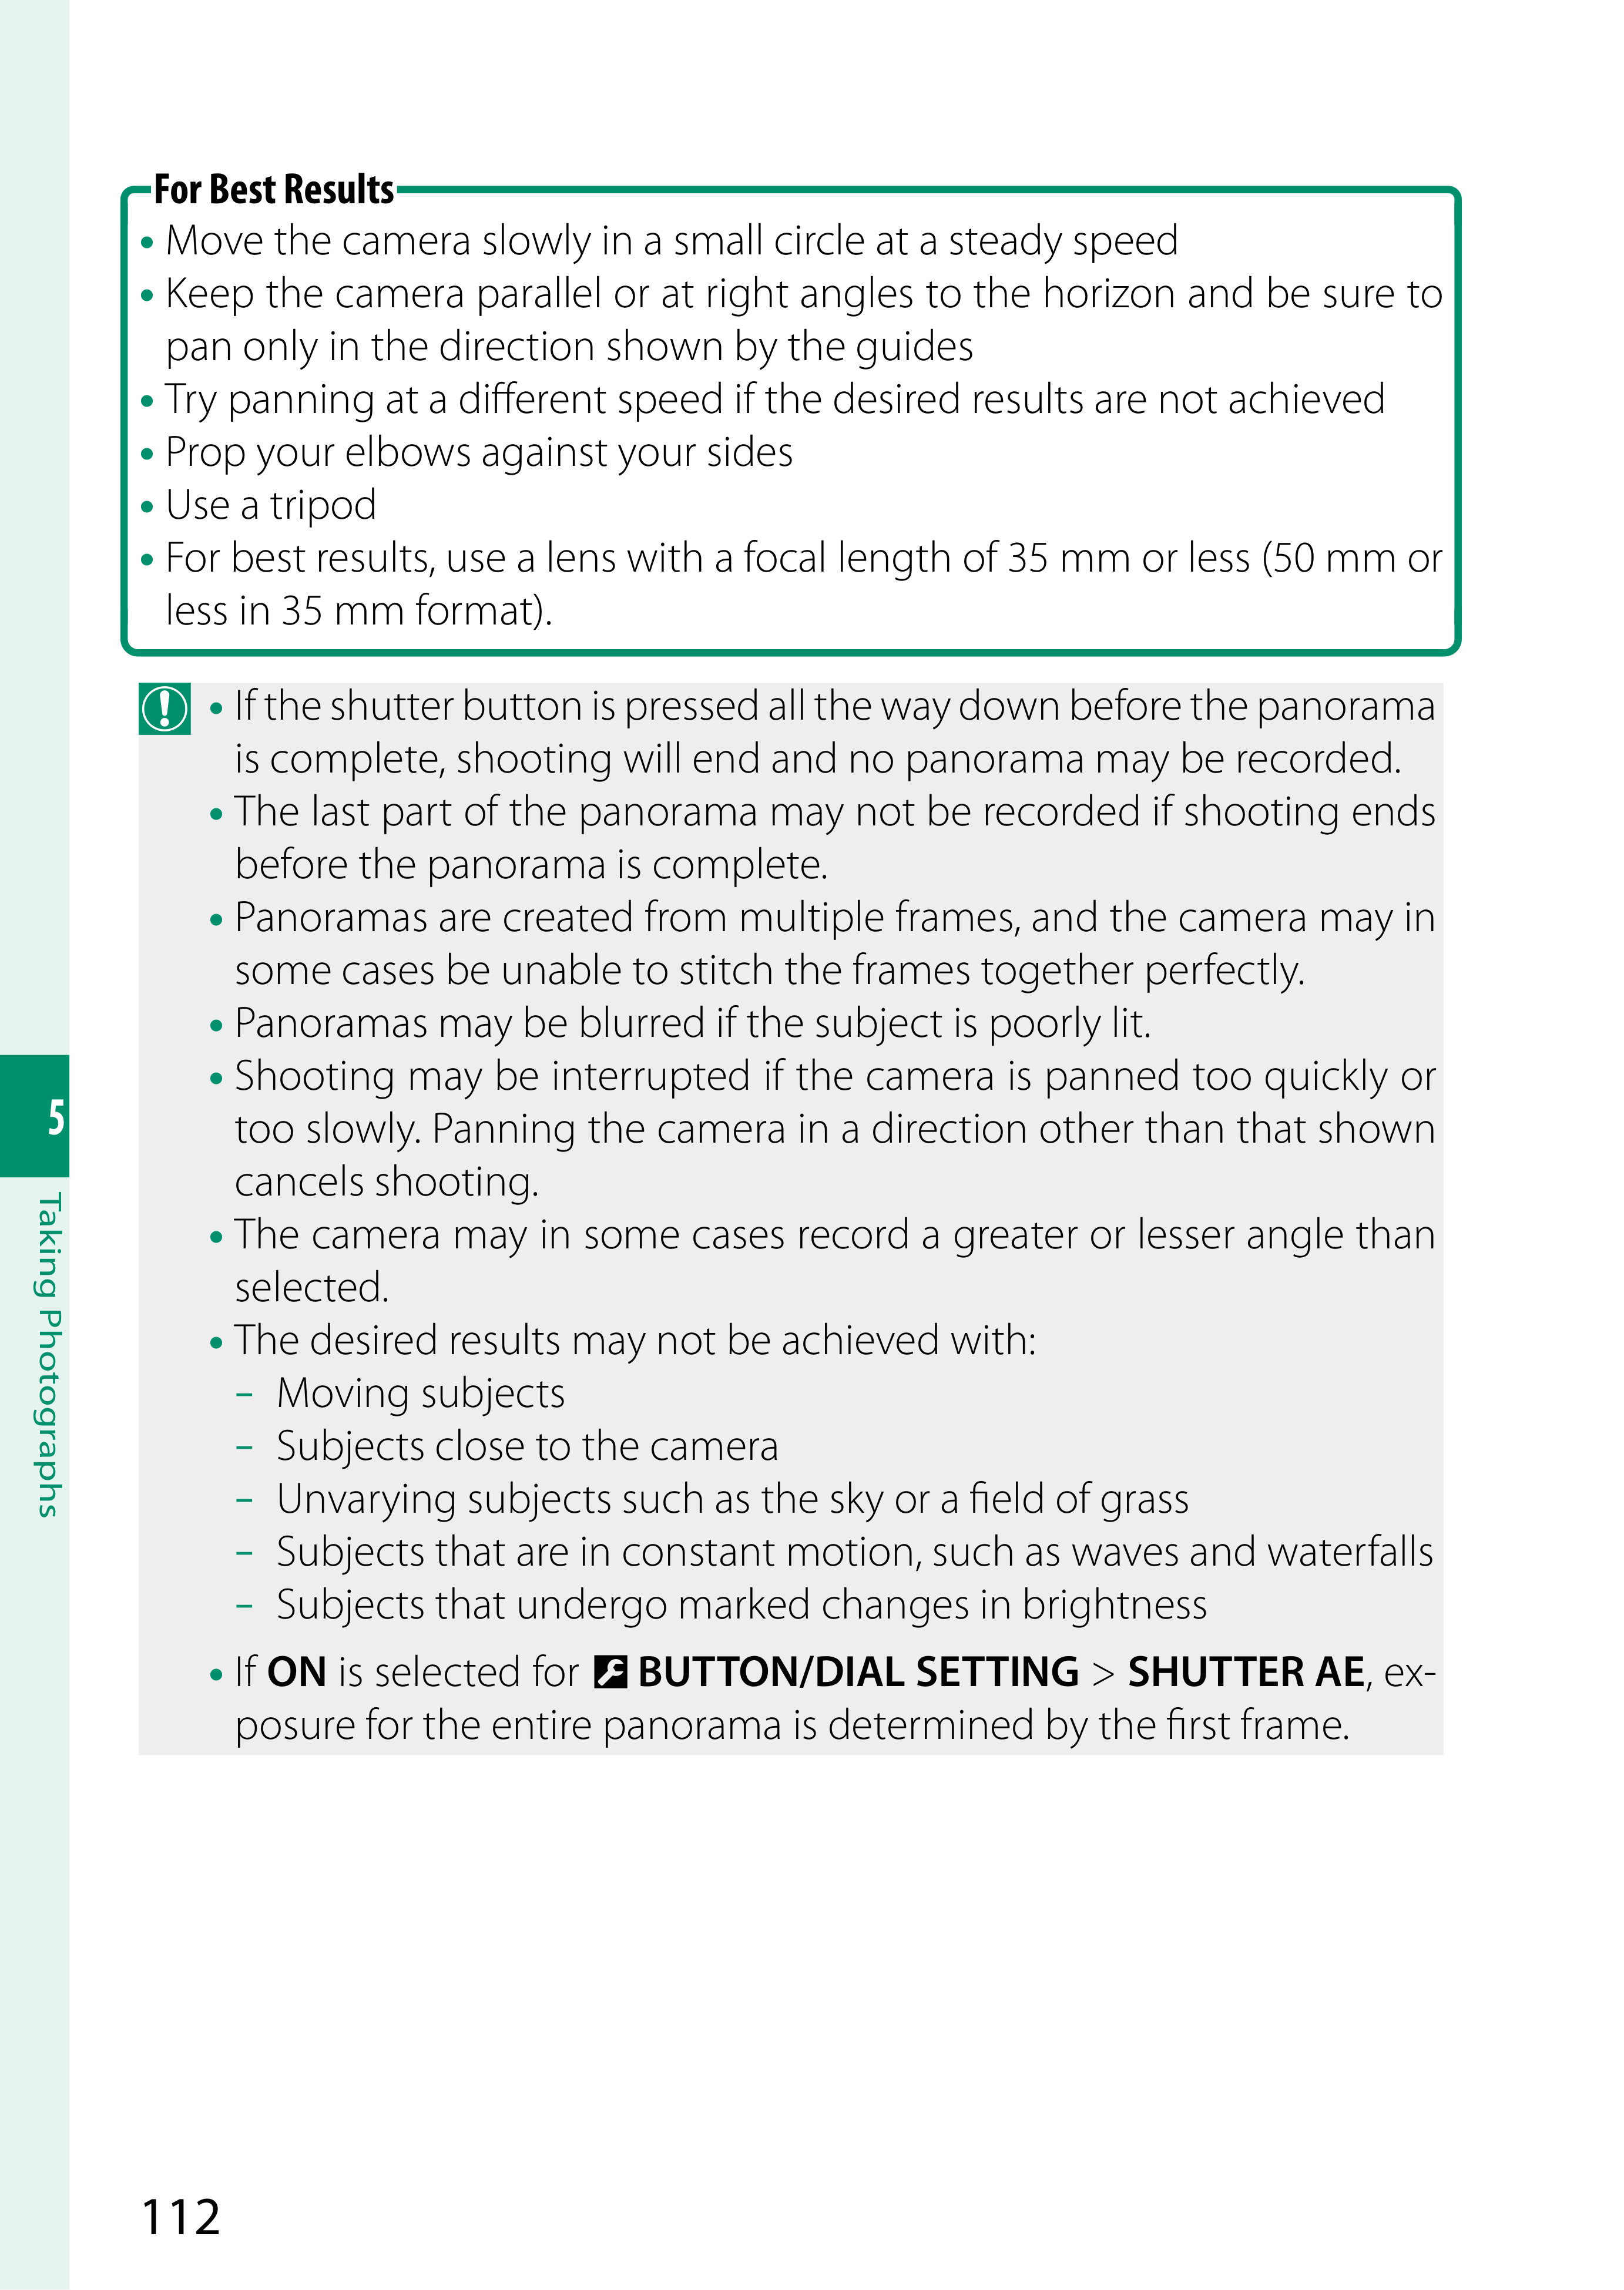 For Best Results
• Move the camera slowly in a small circle at a steady speed
• Keep the camera parallel or at right angles to the horizon and be sure to
pan only in the direction shown by the guides
• Try panning at a different speed if the desired results are not achieved
• Prop your elbows against your sides
• Use a tripod
• For best results, use a lens with a focal length of 35 mm or less (50 mm or
less in 35 mm format).
• If the shutter button is pressed all the way down before the panorama
is complete, shooting will end and no panorama may be recorded.
• The last part of the panorama may not be recorded if shooting ends
before the panorama is complete.
• Panoramas are created from multiple frames, and the camera may in
some cases be unable to stitch the frames together perfectly.
• Panoramas may be blurred if the subject is poorly lit.
• Shooting may be interrupted if the camera is panned too quickly or
too slowly. Panning the camera in a direction other than that shown
cancels shooting.
• The camera may in some cases record a greater or lesser angle than
selected.
• The desired results may not be achieved with:
– Moving subjects
– Subjects close to the camera
– Unvarying subjects such as the sky or a field of grass
– Subjects that are in constant motion, such as waves and waterfalls
– Subjects that undergo marked changes in brightness
• If ON is selected for BUTTON/DIAL SETTING > SHUTTER AE, ex-
posure for the entire panorama is determined by the first frame.
5
Taking Photographs
112